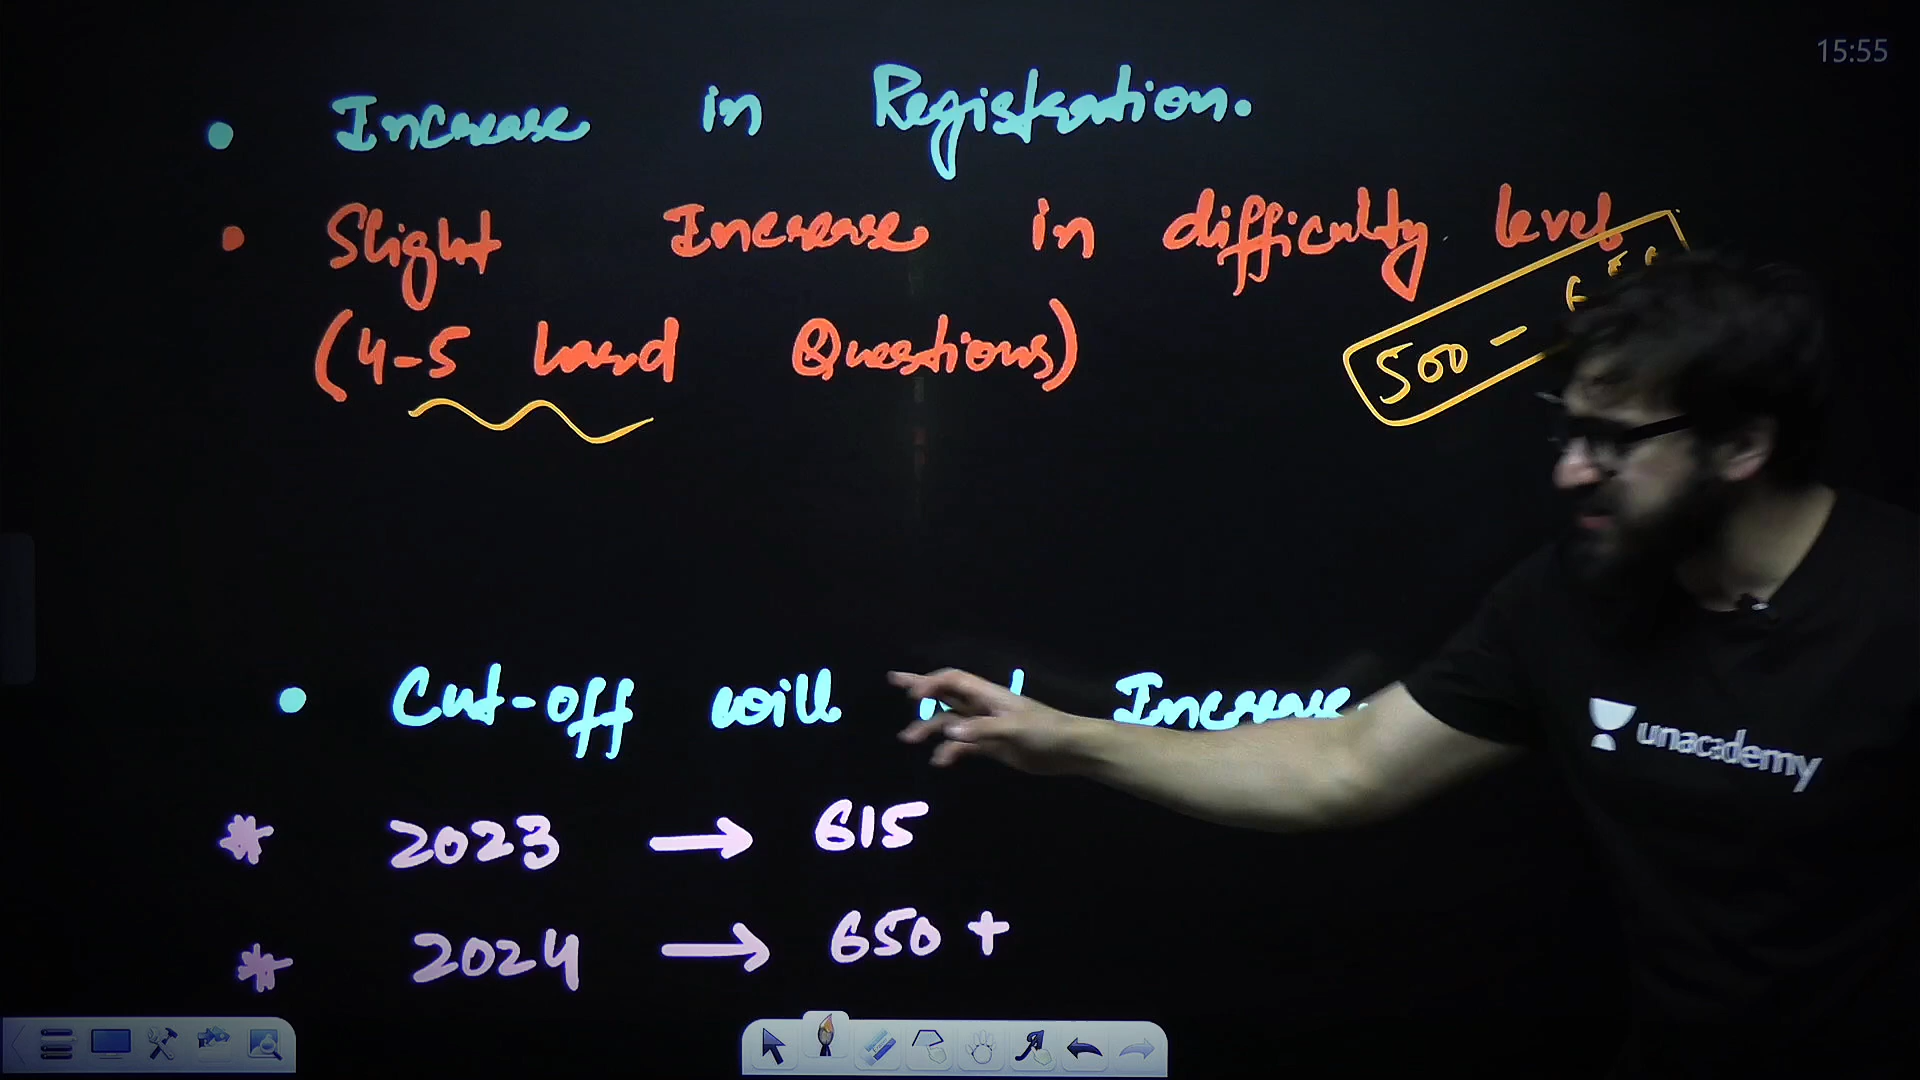 15:55
• Increase in Registration.
• Slight Increase in difficulty level
(4-5 hard Questions)
500 -
• Cut-off will Increase.
unacademy
* 2023 → 615
* 2024 → 650 +